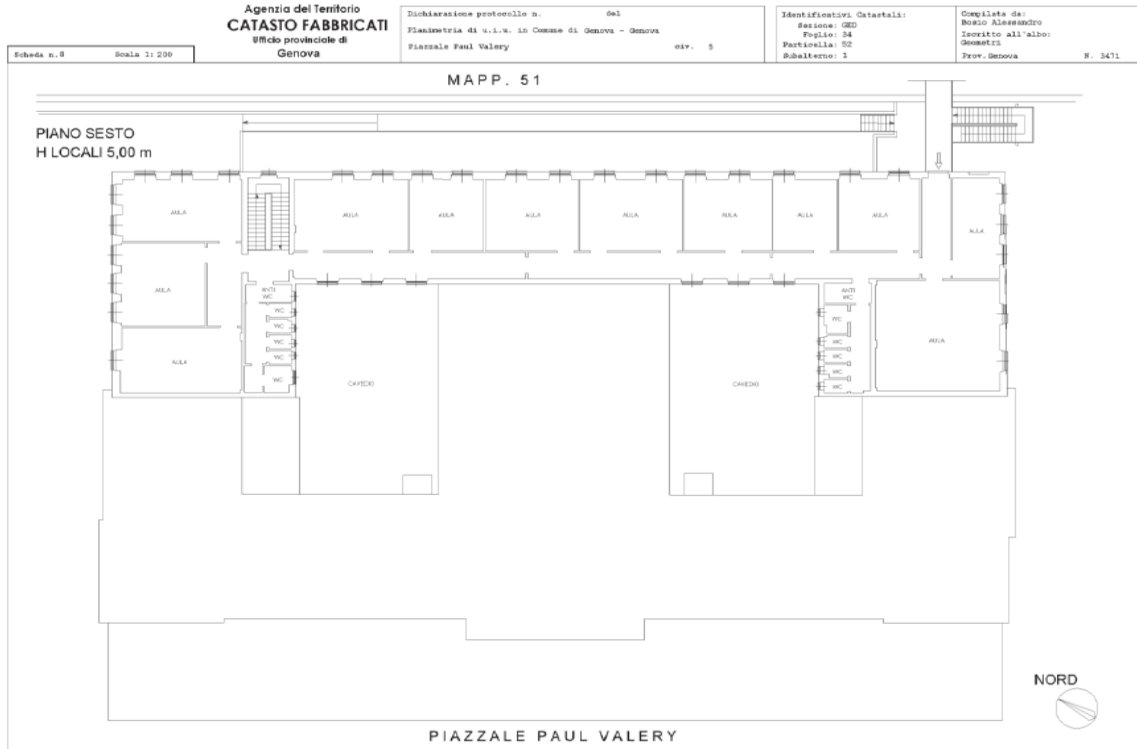 Agenzia del Territorio
CATASTO FABBRICATI
Ufficio provinciale di
Genova
Scheda n.8 Scala 1:200
Dichiarazione protocollo n. del
Planimetria di u.i.u. in Comune di Genova - Genova
Piazzale Paul Valery civ. 5
Identificativi Catastali:
Sezione: GED
Foglio: 34
Particella: 52
Subalterno: 1
Compilata da:
Bosio Alessandro
Iscritto all'albo:
Geometri
Prov. Genova N. 3471
MAPP. 51
PIANO SESTO
H LOCALI 5,00 m
AULA
AULA
AULA
AULA
AULA
AULA
AULA
AULA
AULA
AULA
AULA
ANTI
WC
WC
WC
WC
WC
WC
ANTI
WC
WC
WC
WC
WC
WC
AULA
AULA
CAVEDIO
CAVEDIO
NORD
PIAZZALE PAUL VALERY